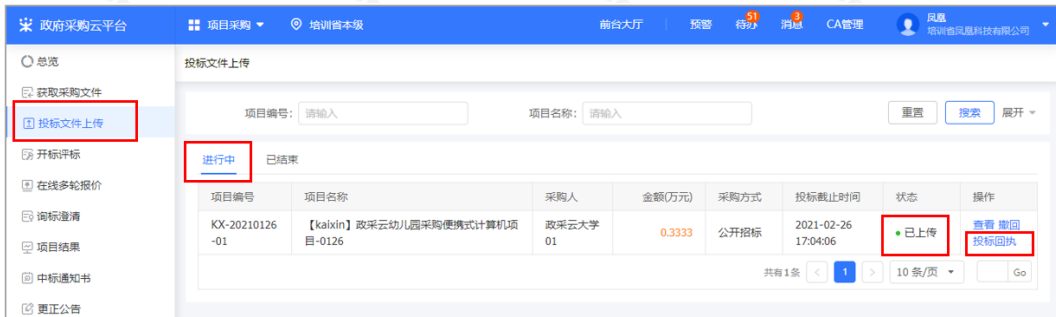 政府采购云平台
项目采购
培训省本级
前台大厅
预警
待办
51
消息
3
CA管理
凤凰
培训省凤凰科技有限公司
总览
获取采购文件
投标文件上传
开标评标
在线多轮报价
询标澄清
项目结果
中标通知书
更正公告
投标文件上传
项目编号: 请输入
项目名称: 请输入
重置
搜索
展开
进行中
已结束
项目编号 项目名称 采购人 金额(万元) 采购方式 投标截止时间 状态 操作
KX-20210126
-01
【kaixin】政采云幼儿园采购便携式计算机项
目-0126
政采云大学
01
0.3333
公开招标
2021-02-26
17:04:06
已上传
查看 撤回
投标回执
共有1条 < 1 > 10 条/页 Go